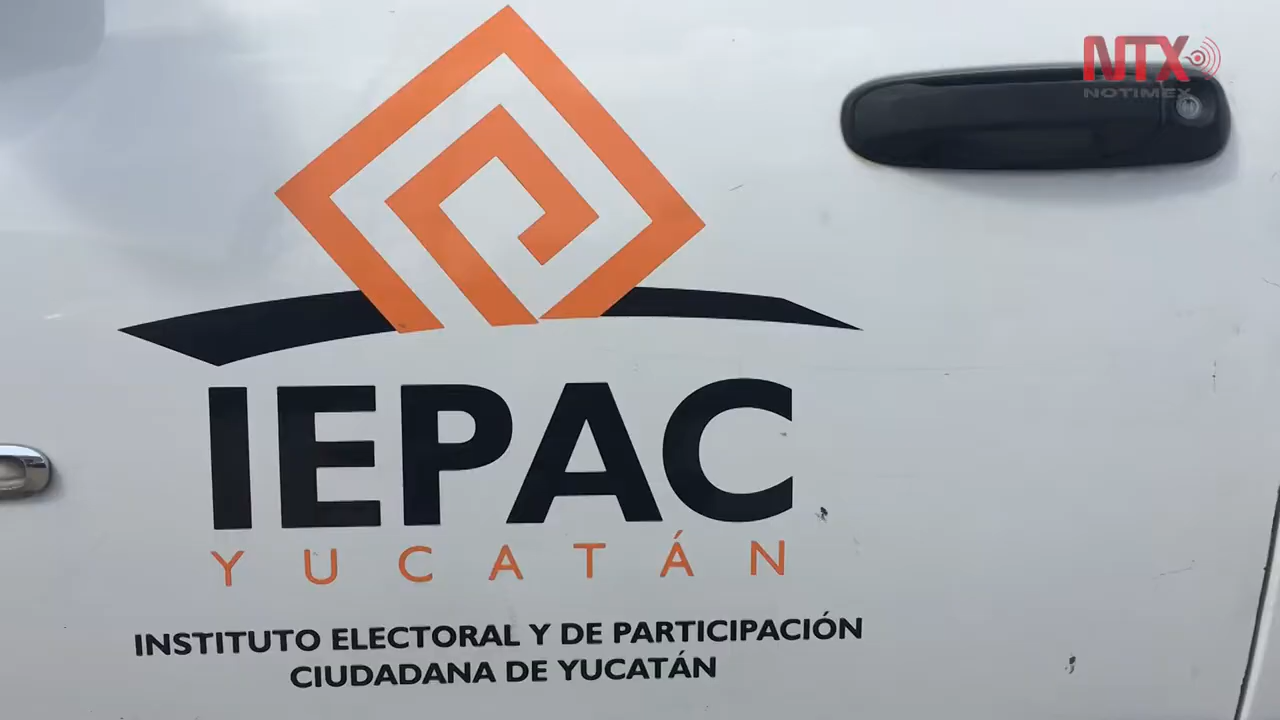 NTX
NOTIMEX
IEPAC
YUCATÁN
INSTITUTO ELECTORAL Y DE PARTICIPACIÓN
CIUDADANA DE YUCATÁN